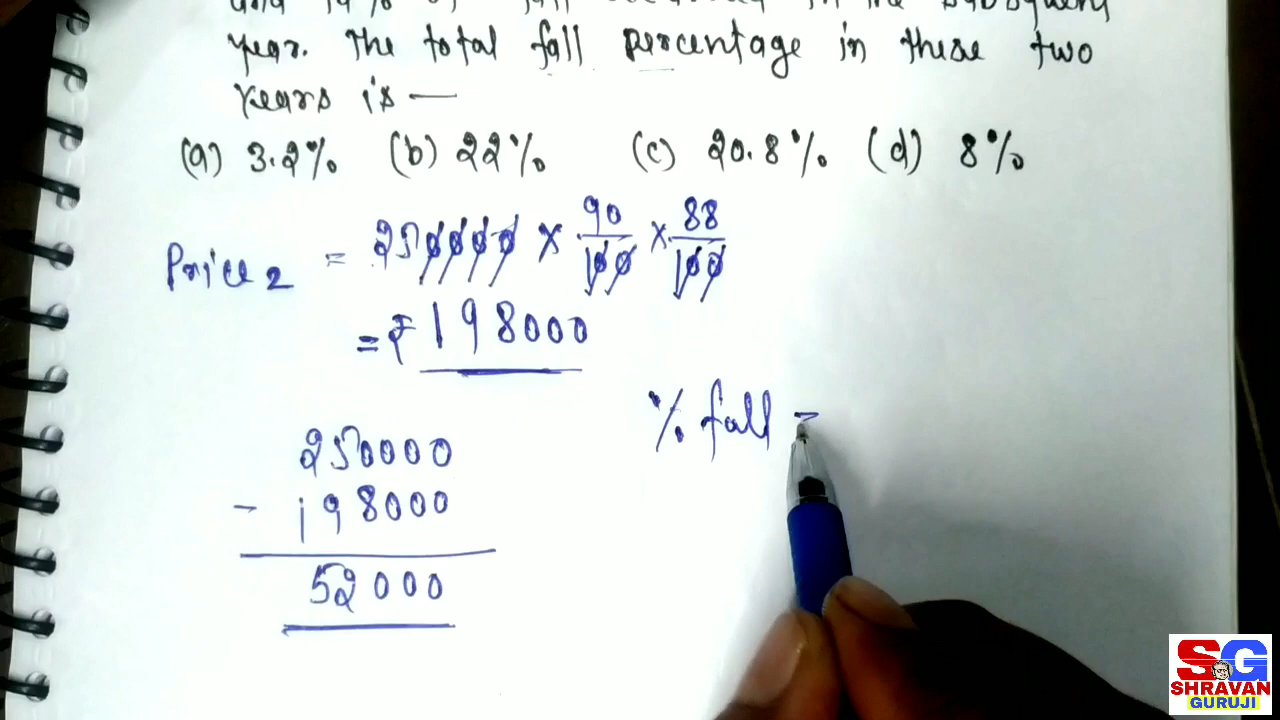 year. The total fall percentage in these two
years is —
(a) 3.2% (b) 22% (c) 20.8% (d) 8%
Price 2 = 250000 × 90/100 × 88/100
= ₹198000
% fall =
250000
- 198000
52000
SG
SHRAVAN
GURUJI